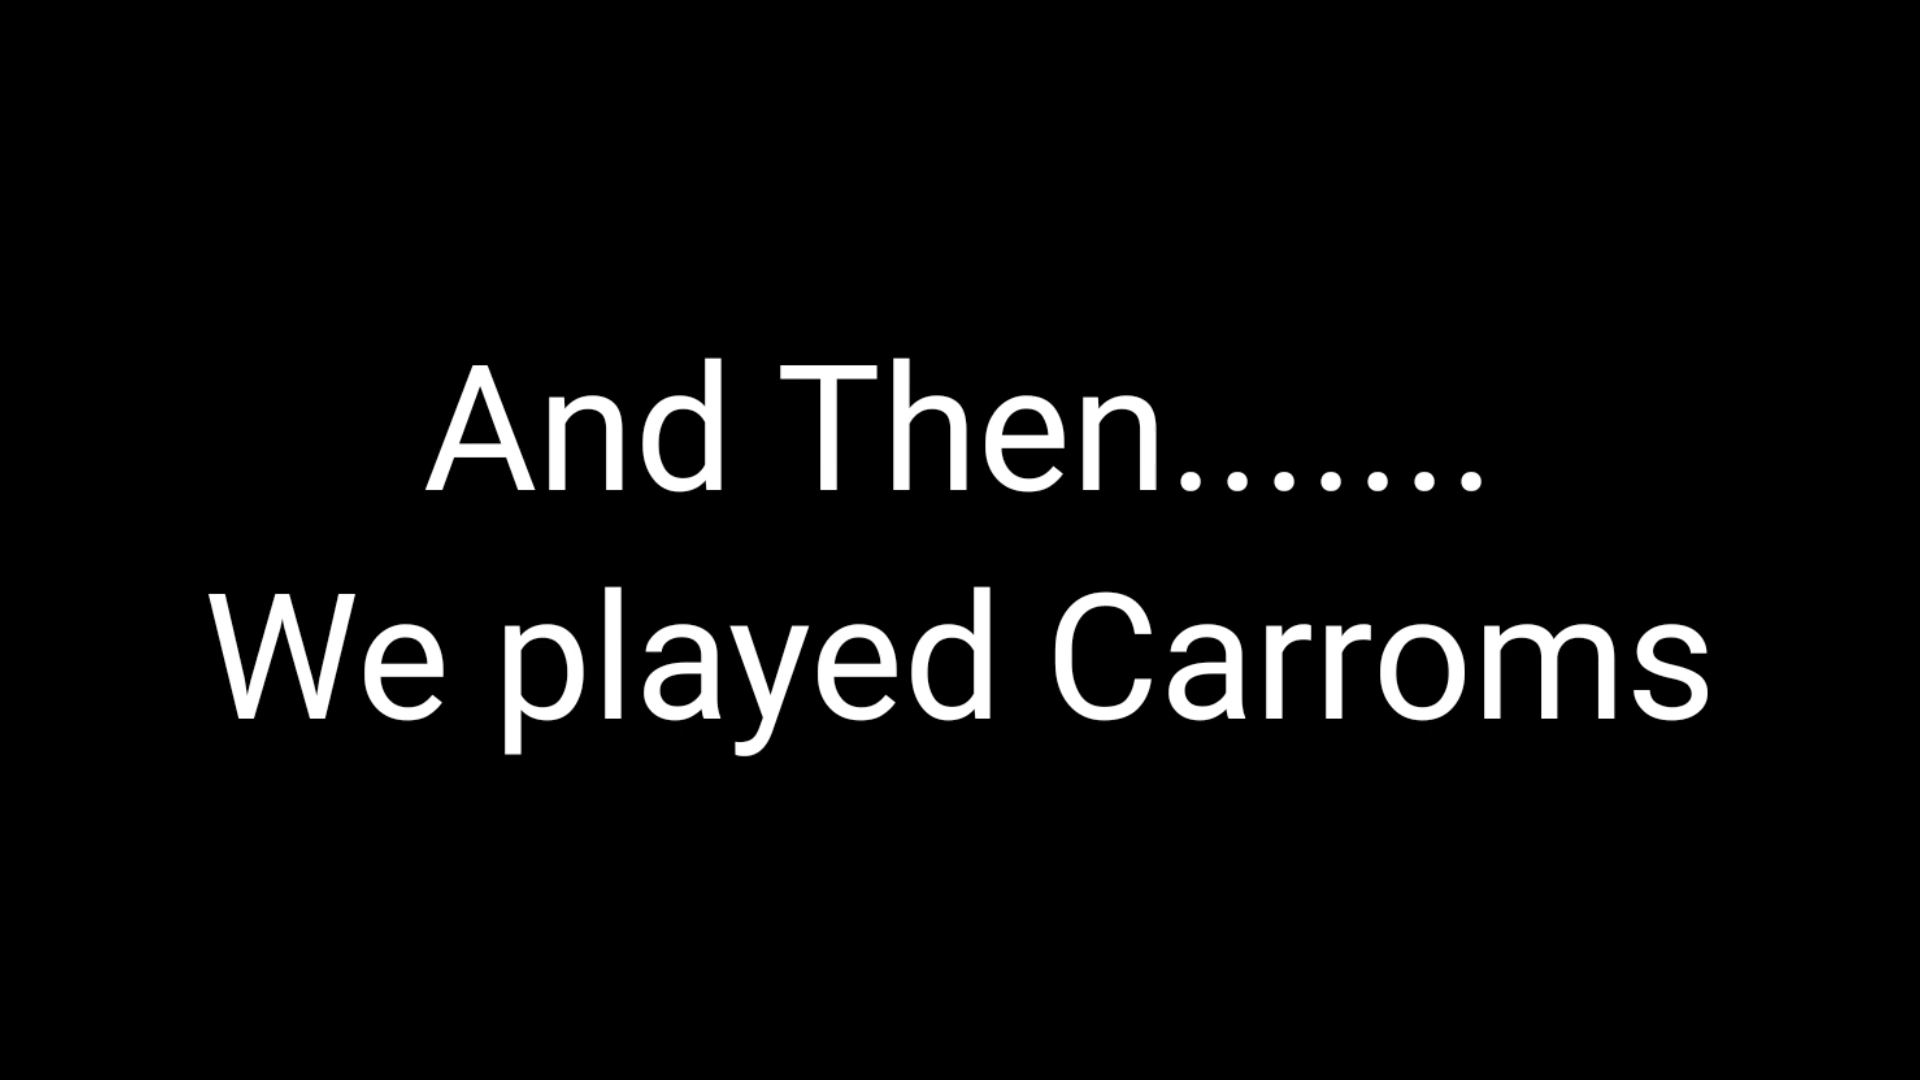 And Then.......
We played Carroms